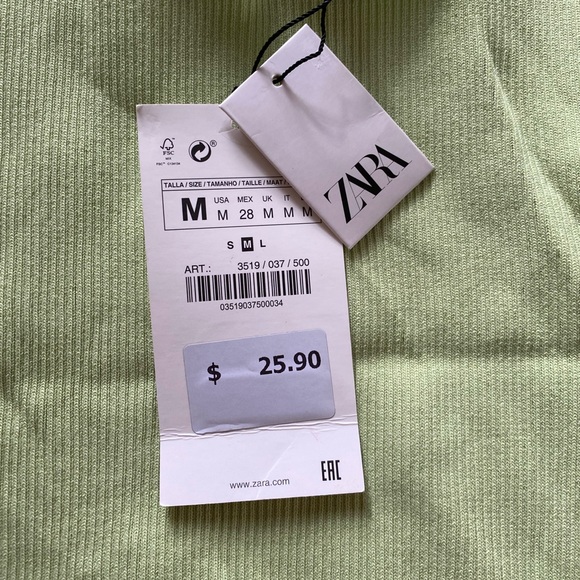 ZARA
FSC
®
TALLA / SIZE / TAMANHO / TAILLE / MAAT /
M USA MEX UK IT
M 28 M M M
S M L
ART.: 3519 / 037 / 500
03519037500034
$ 25.90
www.zara.com
EAC